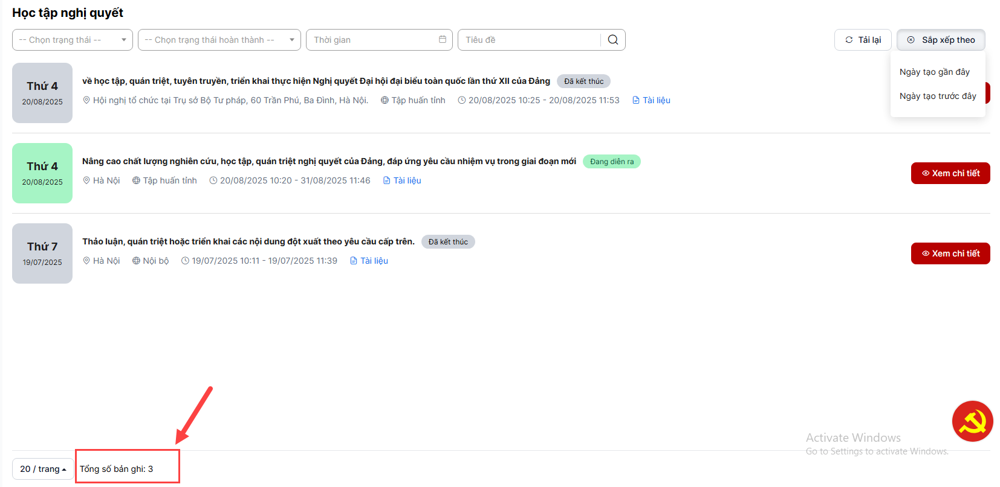 Học tập nghị quyết
-- Chọn trạng thái --
-- Chọn trạng thái hoàn thành --
Thời gian
Tiêu đề
Tải lại
Sắp xếp theo
Ngày tạo gần đây
Ngày tạo trước đây
Thứ 4
20/08/2025
về học tập, quán triệt, tuyên truyền, triển khai thực hiện Nghị quyết Đại hội đại biểu toàn quốc lần thứ XII của Đảng
Đã kết thúc
Hội nghị tổ chức tại Trụ sở Bộ Tư pháp, 60 Trần Phú, Ba Đình, Hà Nội.
Tập huấn tỉnh
20/08/2025 10:25 - 20/08/2025 11:53
Tài liệu
Thứ 4
20/08/2025
Nâng cao chất lượng nghiên cứu, học tập, quán triệt nghị quyết của Đảng, đáp ứng yêu cầu nhiệm vụ trong giai đoạn mới
Đang diễn ra
Hà Nội
Tập huấn tỉnh
20/08/2025 10:20 - 31/08/2025 11:46
Tài liệu
Xem chi tiết
Thứ 7
19/07/2025
Thảo luận, quán triệt hoặc triển khai các nội dung đột xuất theo yêu cầu cấp trên.
Đã kết thúc
Hà Nội
Nội bộ
19/07/2025 10:11 - 19/07/2025 11:39
Tài liệu
Xem chi tiết
Activate Windows
Go to Settings to activate Windows.
20 / trang
Tổng số bản ghi: 3